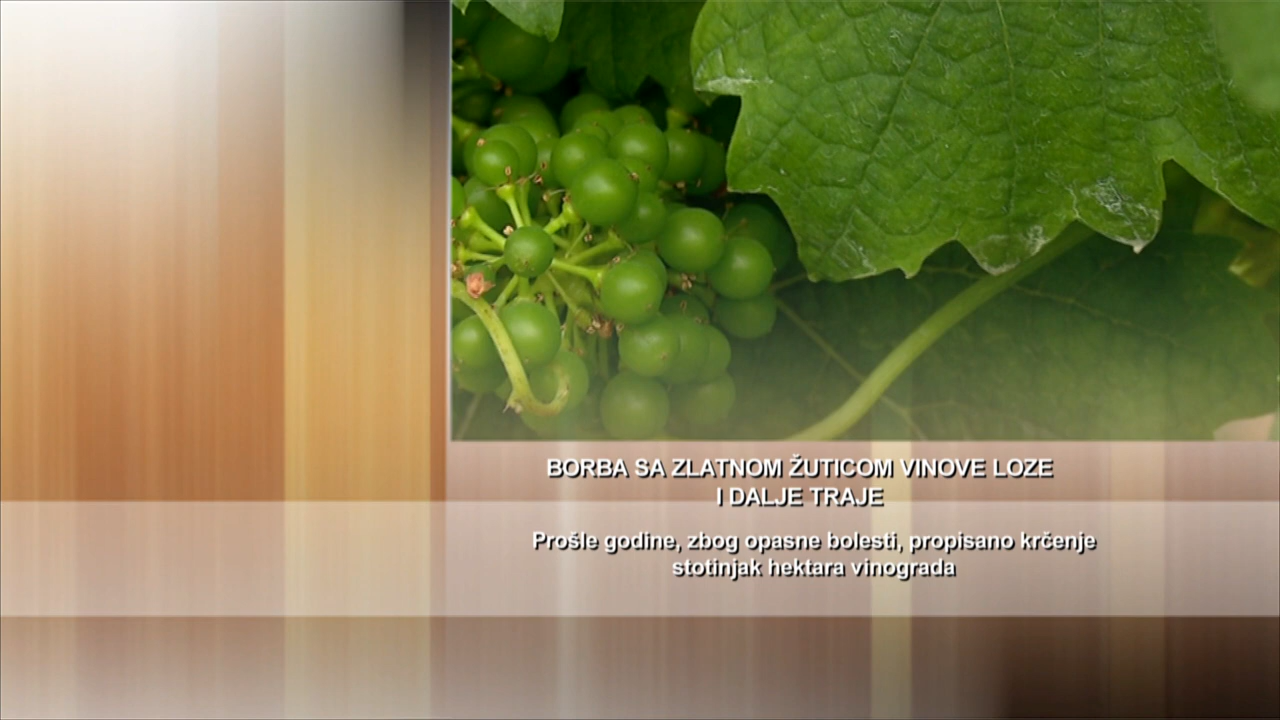 BORBA SA ZLATNOM ŽUTICOM VINOVE LOZE
I DALJE TRAJE
Prošle godine, zbog opasne bolesti, propisano krčenje
stotinjak hektara vinograda